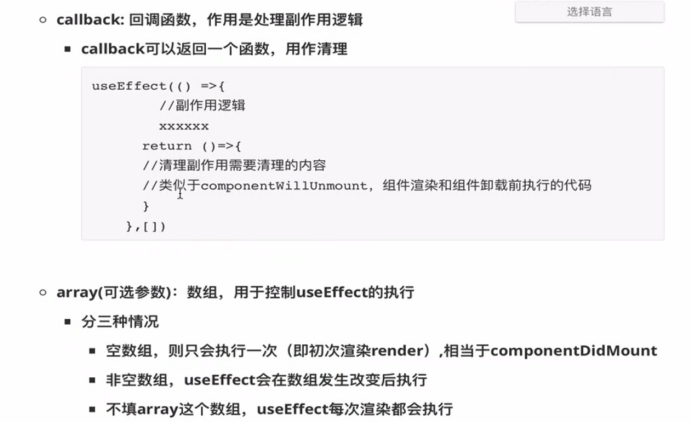 选择语言
callback: 回调函数，作用是处理副作用逻辑
callback可以返回一个函数，用作清理
useEffect(() =>{
//副作用逻辑
xxxxxx
return ()=>{
//清理副作用需要清理的内容
//类似于componentWillUnmount，组件渲染和组件卸载前执行的代码
}
},[])
array(可选参数)：数组，用于控制useEffect的执行
分三种情况
空数组，则只会执行一次（即初次渲染render）,相当于componentDidMount
非空数组，useEffect会在数组发生改变后执行
不填array这个数组，useEffect每次渲染都会执行